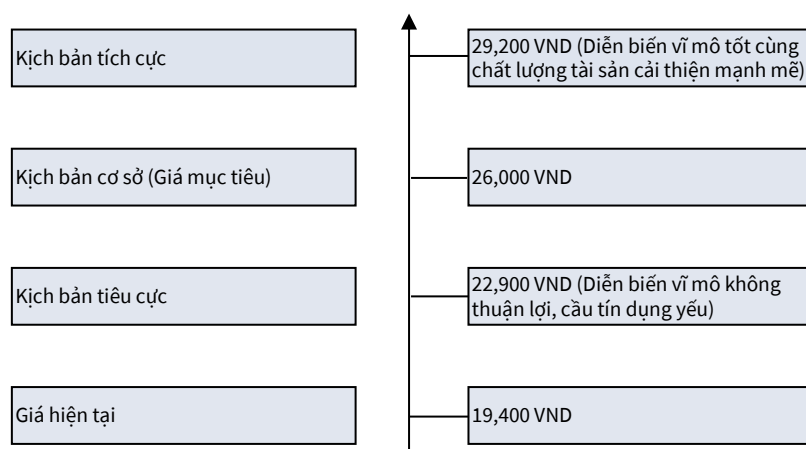 Kịch bản tích cực
29,200 VND (Diễn biến vĩ mô tốt cùng
chất lượng tài sản cải thiện mạnh mẽ)
Kịch bản cơ sở (Giá mục tiêu)
26,000 VND
Kịch bản tiêu cực
22,900 VND (Diễn biến vĩ mô không
thuận lợi, cầu tín dụng yếu)
Giá hiện tại
19,400 VND